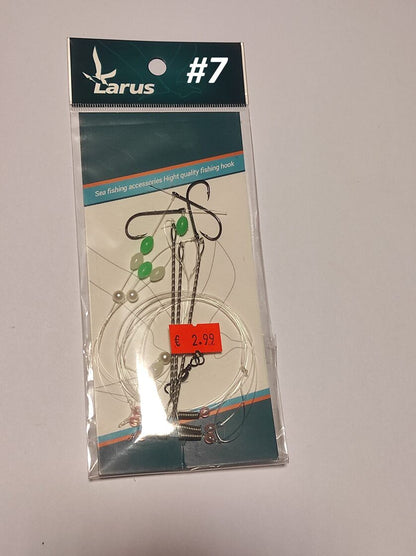 Larus
#7
Sea fishing accessories Hight quality fishing hook
€ 2.99